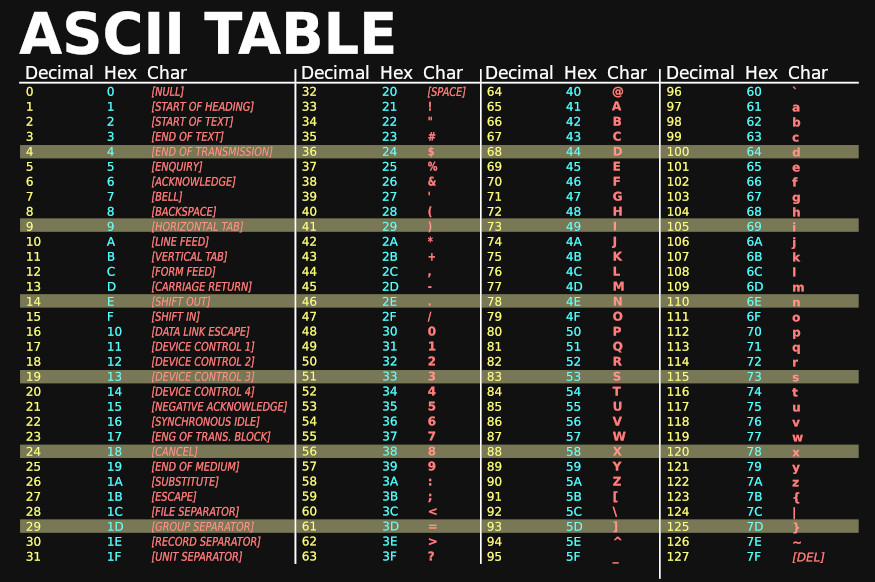 ASCII TABLE
Decimal Hex Char Decimal Hex Char Decimal Hex Char Decimal Hex Char
0 0 [NULL] 32 20 [SPACE] 64 40 @ 96 60 `
1 1 [START OF HEADING] 33 21 ! 65 41 A 97 61 a
2 2 [START OF TEXT] 34 22 " 66 42 B 98 62 b
3 3 [END OF TEXT] 35 23 # 67 43 C 99 63 c
4 4 [END OF TRANSMISSION] 36 24 $ 68 44 D 100 64 d
5 5 [ENQUIRY] 37 25 % 69 45 E 101 65 e
6 6 [ACKNOWLEDGE] 38 26 & 70 46 F 102 66 f
7 7 [BELL] 39 27 ' 71 47 G 103 67 g
8 8 [BACKSPACE] 40 28 ( 72 48 H 104 68 h
9 9 [HORIZONTAL TAB] 41 29 ) 73 49 I 105 69 i
10 A [LINE FEED] 42 2A * 74 4A J 106 6A j
11 B [VERTICAL TAB] 43 2B + 75 4B K 107 6B k
12 C [FORM FEED] 44 2C , 76 4C L 108 6C l
13 D [CARRIAGE RETURN] 45 2D - 77 4D M 109 6D m
14 E [SHIFT OUT] 46 2E . 78 4E N 110 6E n
15 F [SHIFT IN] 47 2F / 79 4F O 111 6F o
16 10 [DATA LINK ESCAPE] 48 30 0 80 50 P 112 70 p
17 11 [DEVICE CONTROL 1] 49 31 1 81 51 Q 113 71 q
18 12 [DEVICE CONTROL 2] 50 32 2 82 52 R 114 72 r
19 13 [DEVICE CONTROL 3] 51 33 3 83 53 S 115 73 s
20 14 [DEVICE CONTROL 4] 52 34 4 84 54 T 116 74 t
21 15 [NEGATIVE ACKNOWLEDGE] 53 35 5 85 55 U 117 75 u
22 16 [SYNCHRONOUS IDLE] 54 36 6 86 56 V 118 76 v
23 17 [ENG OF TRANS. BLOCK] 55 37 7 87 57 W 119 77 w
24 18 [CANCEL] 56 38 8 88 58 X 120 78 x
25 19 [END OF MEDIUM] 57 39 9 89 59 Y 121 79 y
26 1A [SUBSTITUTE] 58 3A : 90 5A Z 122 7A z
27 1B [ESCAPE] 59 3B ; 91 5B [ 123 7B {
28 1C [FILE SEPARATOR] 60 3C < 92 5C \ 124 7C |
29 1D [GROUP SEPARATOR] 61 3D = 93 5D ] 125 7D }
30 1E [RECORD SEPARATOR] 62 3E > 94 5E ^ 126 7E ~
31 1F [UNIT SEPARATOR] 63 3F ? 95 5F _ 127 7F [DEL]